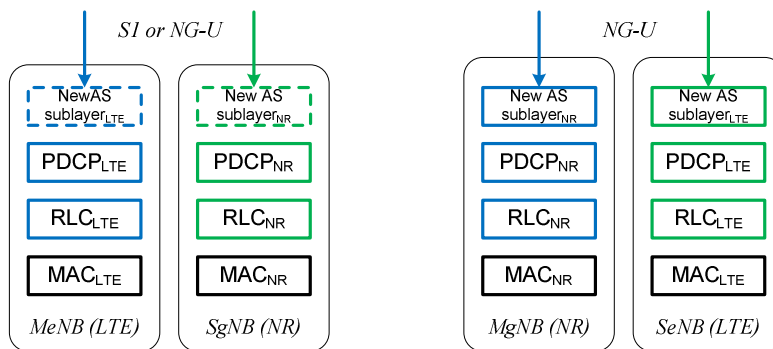 S1 or NG-U
NewAS
sublayerLTE
PDCPLTE
RLCLTE
MACLTE
MeNB (LTE)
New AS
sublayerNR
PDCPNR
RLCNR
MACNR
SgNB (NR)
NG-U
New AS
sublayerNR
PDCPNR
RLCNR
MACNR
MgNB (NR)
New AS
sublayerLTE
PDCPLTE
RLCLTE
MACLTE
SeNB (LTE)